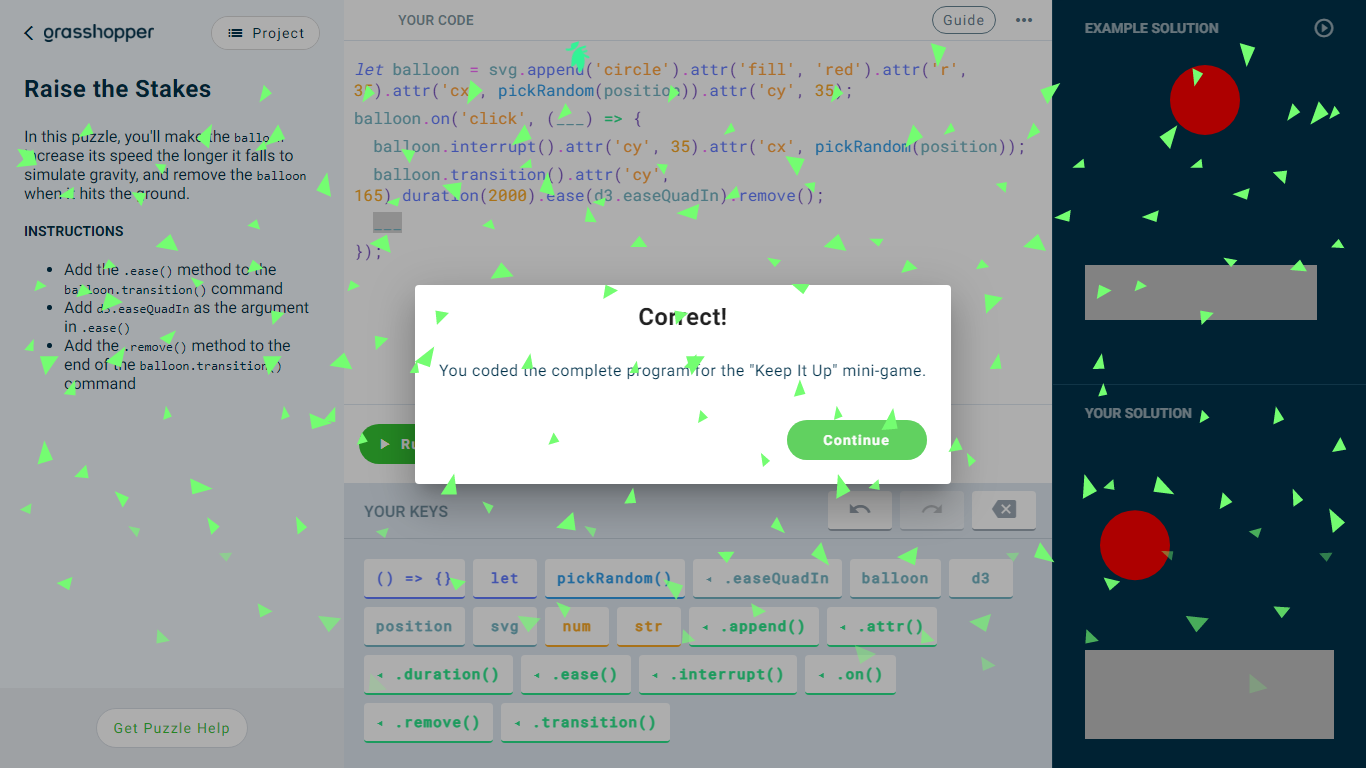 grasshopper
Project
Raise the Stakes
In this puzzle, you'll make the balloon
increase its speed the longer it falls to
simulate gravity, and remove the balloon
when it hits the ground.
INSTRUCTIONS
• Add the .ease() method to the
balloon.transition() command
• Add d3.easeQuadIn as the argument
in .ease()
• Add the .remove() method to the
end of the balloon.transition()
command
Get Puzzle Help
YOUR CODE
Guide
let balloon = svg.append('circle').attr('fill', 'red').attr('r',
35).attr('cx', pickRandom(position)).attr('cy', 35);
balloon.on('click', (___) => {
balloon.interrupt().attr('cy', 35).attr('cx', pickRandom(position));
balloon.transition().attr('cy',
165).duration(2000).ease(d3.easeQuadIn).remove();
___
});
Correct!
You coded the complete program for the "Keep It Up" mini-game.
Continue
YOUR KEYS
() => {} let pickRandom() .easeQuadIn balloon d3
position svg num str .append() .attr()
.duration() .ease() .interrupt() .on()
.remove() .transition()
EXAMPLE SOLUTION
YOUR SOLUTION